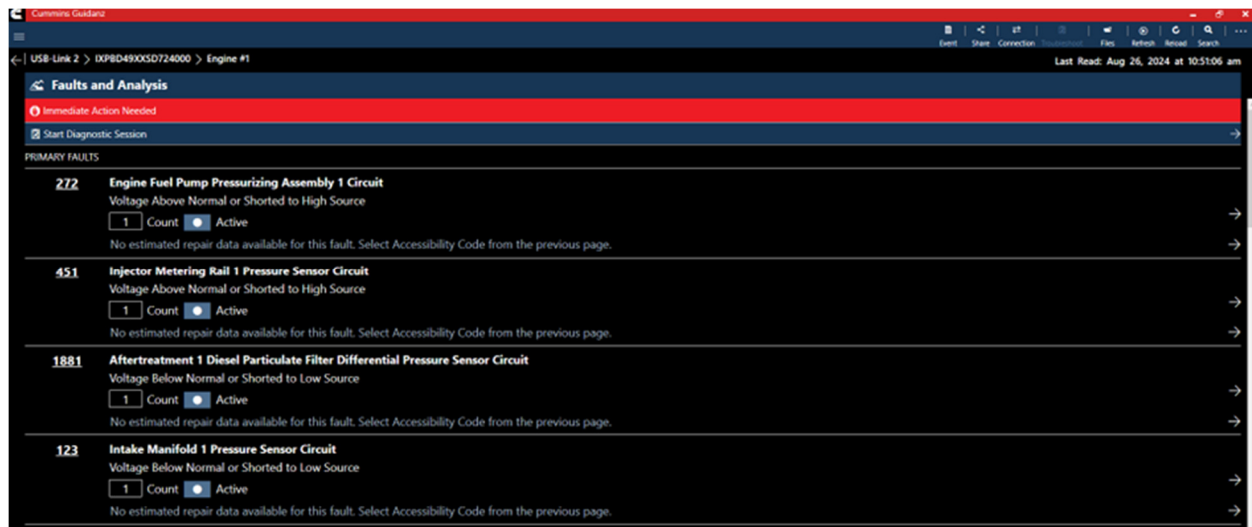 Cummins Guidanz
Event Share Connection Troubleshoot Files Refresh Reload Search
USB-Link 2 > IXPBD49XXSD724000 > Engine #1
Last Read: Aug 26, 2024 at 10:51:06 am
Faults and Analysis
Immediate Action Needed
Start Diagnostic Session
PRIMARY FAULTS
272 Engine Fuel Pump Pressurizing Assembly 1 Circuit
Voltage Above Normal or Shorted to High Source
1 Count Active
No estimated repair data available for this fault. Select Accessibility Code from the previous page.
451 Injector Metering Rail 1 Pressure Sensor Circuit
Voltage Above Normal or Shorted to High Source
1 Count Active
No estimated repair data available for this fault. Select Accessibility Code from the previous page.
1881 Aftertreatment 1 Diesel Particulate Filter Differential Pressure Sensor Circuit
Voltage Below Normal or Shorted to Low Source
1 Count Active
No estimated repair data available for this fault. Select Accessibility Code from the previous page.
123 Intake Manifold 1 Pressure Sensor Circuit
Voltage Below Normal or Shorted to Low Source
1 Count Active
No estimated repair data available for this fault. Select Accessibility Code from the previous page.